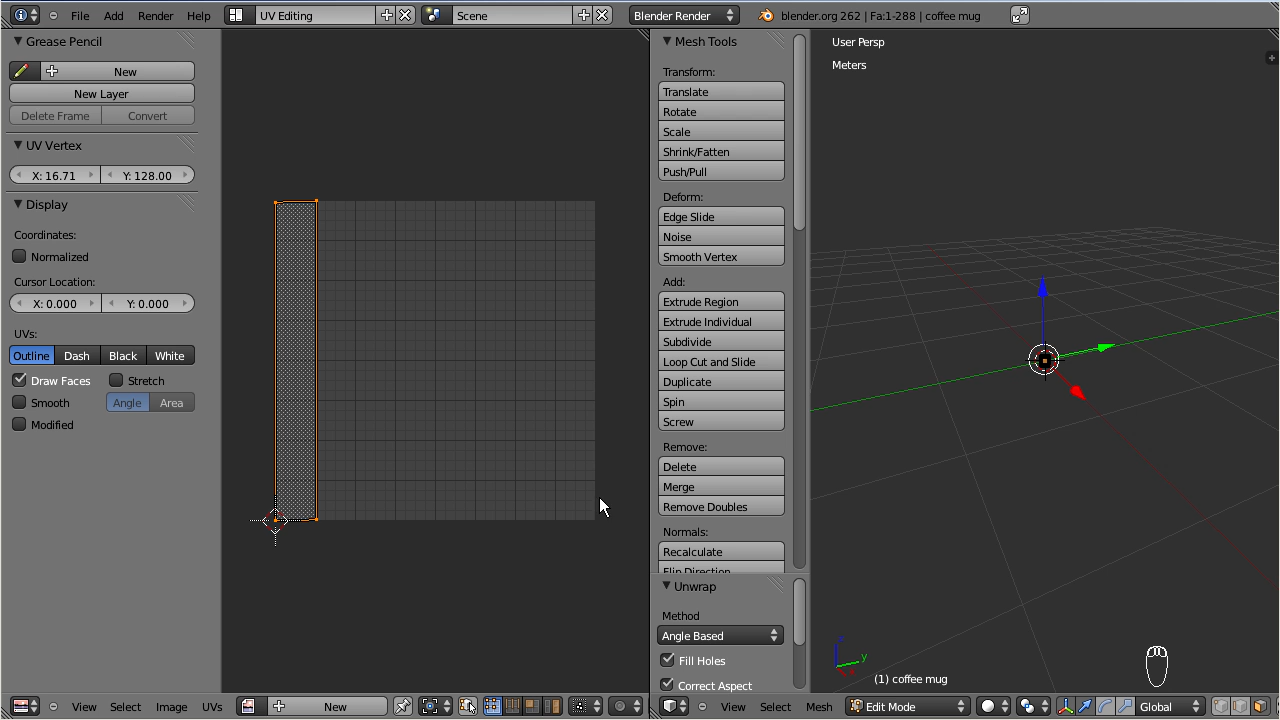 File Add Render Help UV Editing Scene Blender Render blender.org 262 | Fa:1-288 | coffee mug
Grease Pencil
New
New Layer
Delete Frame Convert
UV Vertex
X: 16.71 Y: 128.00
Display
Coordinates:
Normalized
Cursor Location:
X: 0.000 Y: 0.000
UVs:
Outline Dash Black White
Draw Faces Stretch
Smooth Angle Area
Modified
Mesh Tools
Transform:
Translate
Rotate
Scale
Shrink/Fatten
Push/Pull
Deform:
Edge Slide
Noise
Smooth Vertex
Add:
Extrude Region
Extrude Individual
Subdivide
Loop Cut and Slide
Duplicate
Spin
Screw
Remove:
Delete
Merge
Remove Doubles
Normals:
Recalculate
Flip Direction
Unwrap
Method
Angle Based
Fill Holes
Correct Aspect
User Persp
Meters
y
(1) coffee mug
View Select Image UVs New View Select Mesh Edit Mode Global